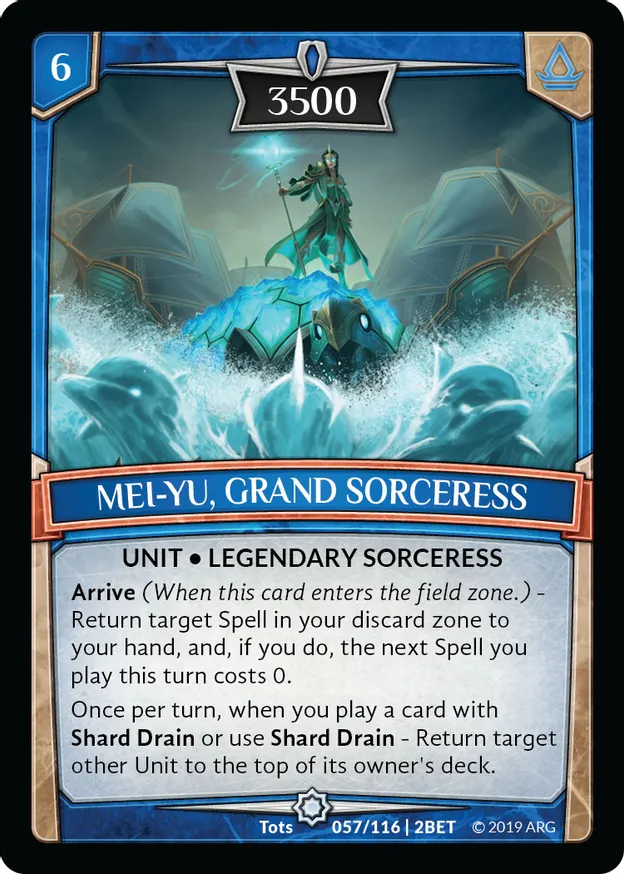 6
3500
MEI-YU, GRAND SORCERESS
UNIT • LEGENDARY SORCERESS
Arrive (When this card enters the field zone.) -
Return target Spell in your discard zone to
your hand, and, if you do, the next Spell you
play this turn costs 0.
Once per turn, when you play a card with
Shard Drain or use Shard Drain - Return target
other Unit to the top of its owner's deck.
Tots 057/116 | 2BET © 2019 ARG